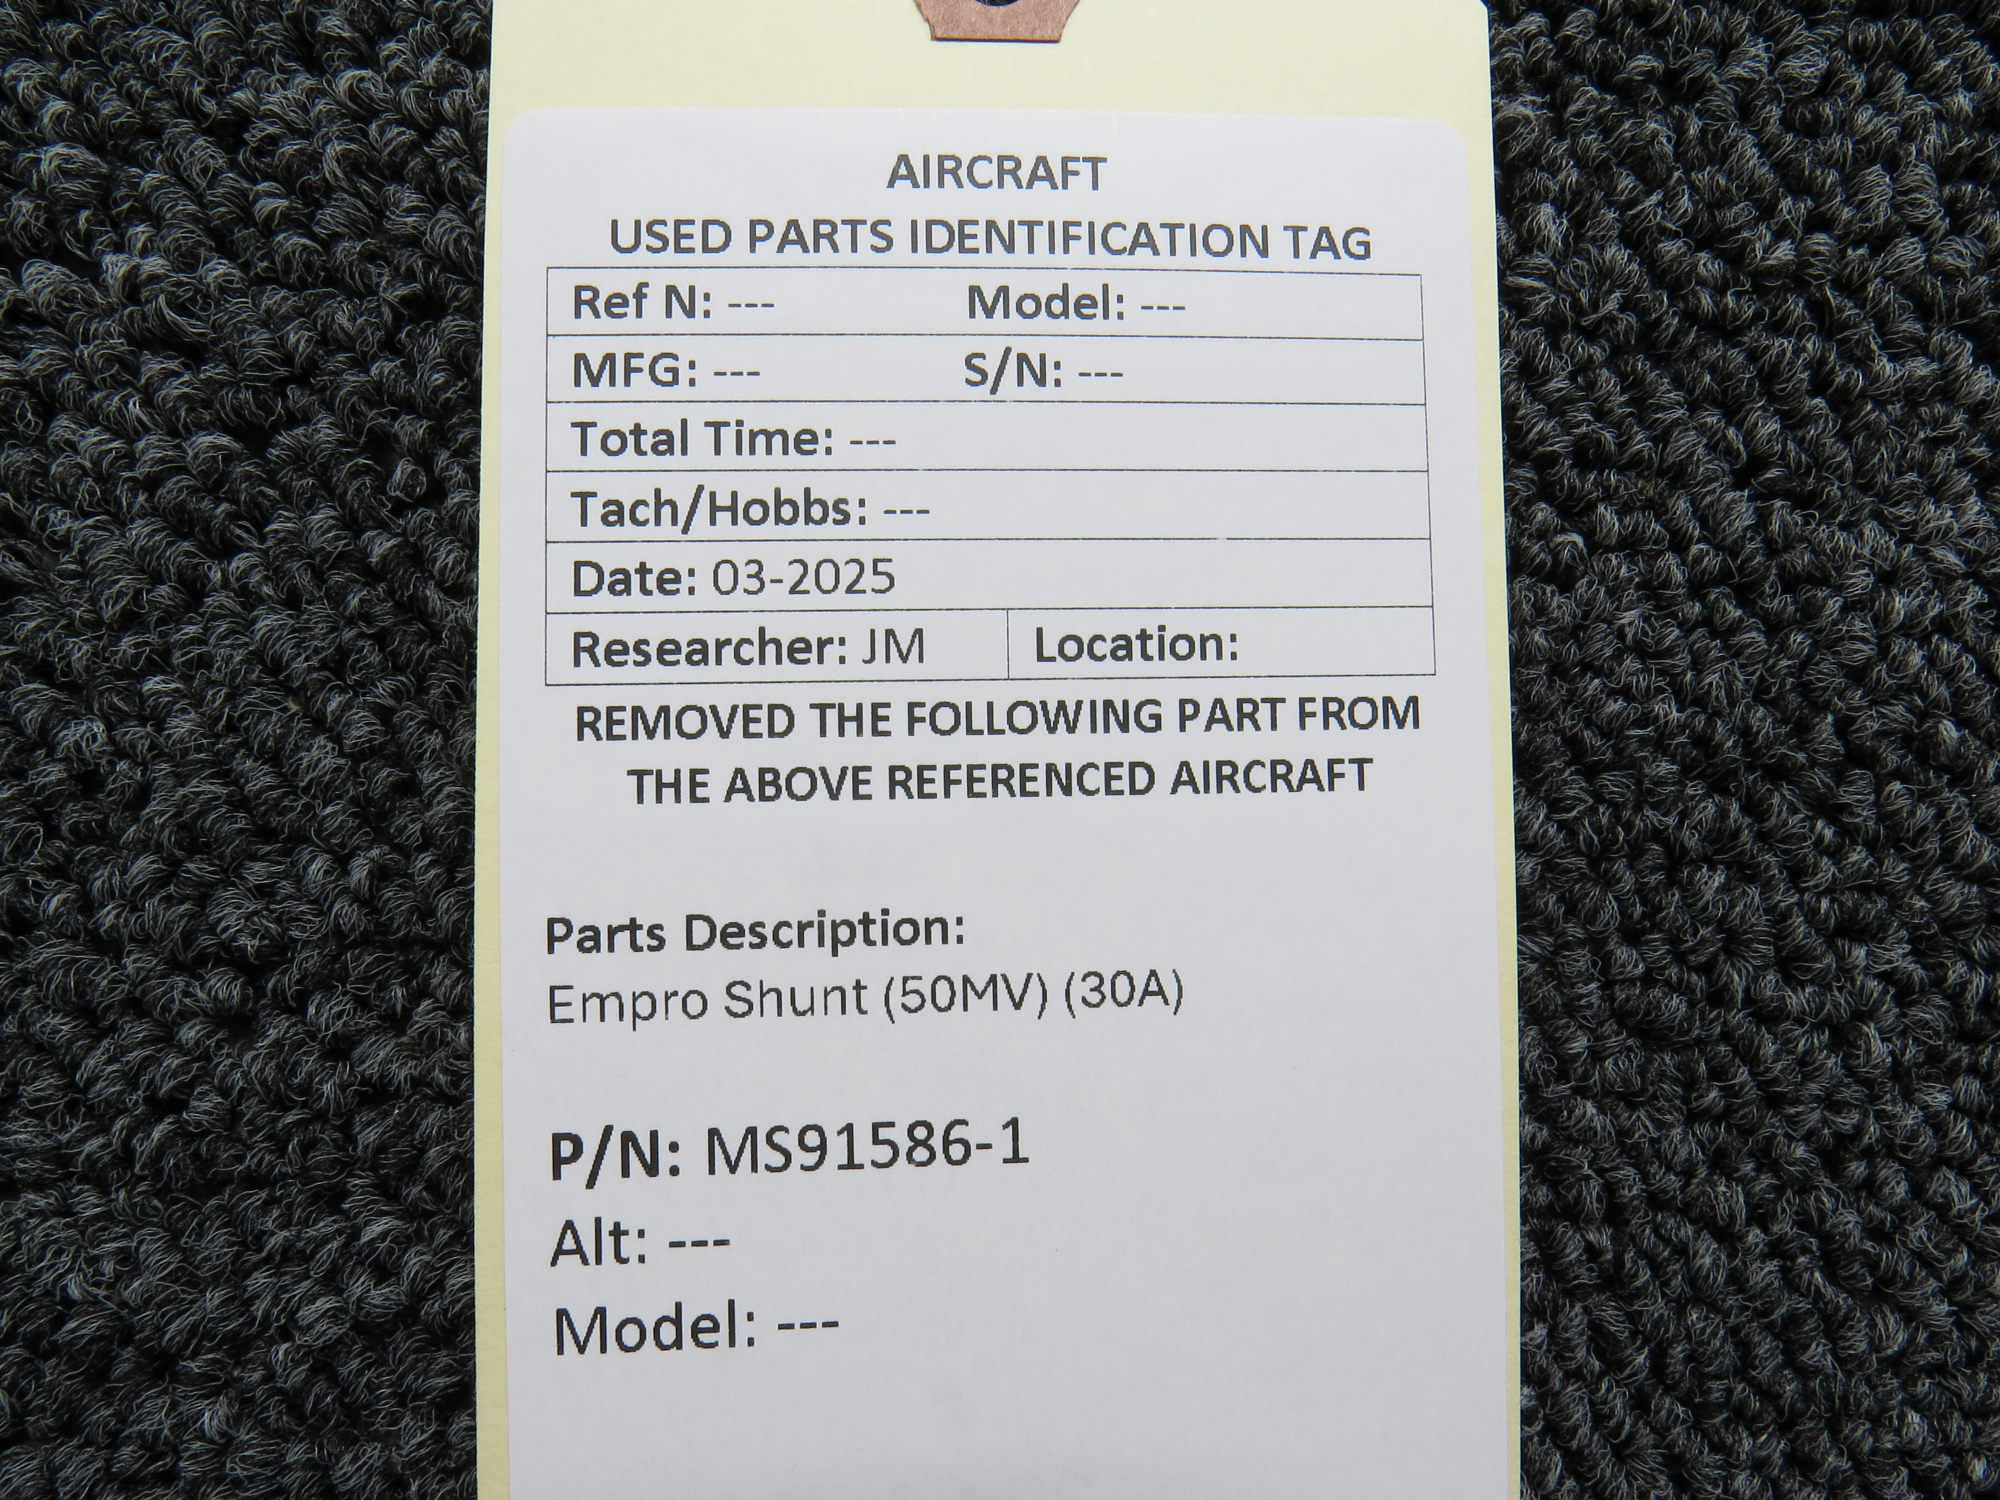 AIRCRAFT
USED PARTS IDENTIFICATION TAG
Ref N: --- Model: ---
MFG: --- S/N: ---
Total Time: ---
Tach/Hobbs: ---
Date: 03-2025
Researcher: JM Location:
REMOVED THE FOLLOWING PART FROM
THE ABOVE REFERENCED AIRCRAFT
Parts Description:
Empro Shunt (50MV) (30A)
P/N: MS91586-1
Alt: ---
Model: ---